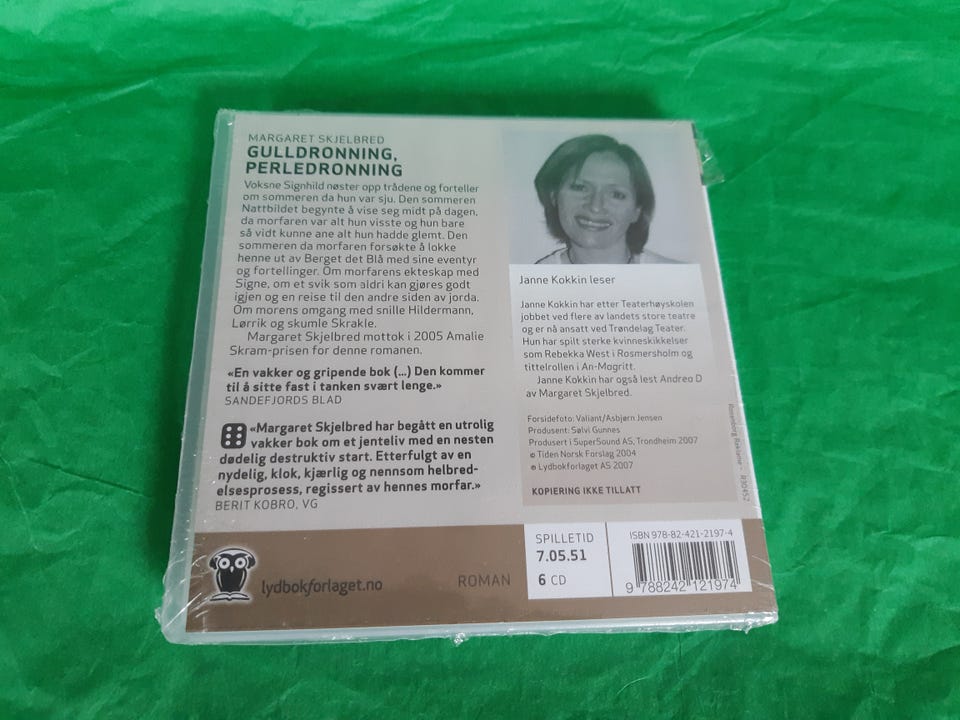 MARGARET SKJELBRED
GULLDRONNING,
PERLEDRONNING
Voksne Signhild nøster opp trådene og forteller
om sommeren da hun var sju. Den sommeren
Nattbildet begynte å vise seg midt på dagen,
da morfaren var alt hun visste og hun bare
så vidt kunne ane alt hun hadde glemt. Den
sommeren da morfaren forsøkte å lokke
henne ut av Berget det Blå med sine eventyr
og fortellinger. Om morfarens ekteskap med
Signe, om et svik som aldri kan gjøres godt
igjen og en reise til den andre siden av jorda.
Om morens omgang med snille Hildermann,
Lørrik og skumle Skrakle.
Margaret Skjelbred mottok i 2005 Amalie
Skram-prisen for denne romanen.
«En vakker og gripende bok (...) Den kommer
til å sitte fast i tanken svært lenge.»
SANDEFJORDS BLAD
«Margaret Skjelbred har begått en utrolig
vakker bok om et jenteliv med en nesten
dødelig destruktiv start. Etterfulgt av en
nydelig, klok, kjærlig og nennsom helbred-
elsesprosess, regissert av hennes morfar.»
BERIT KOBRO, VG
Janne Kokkin leser
Janne Kokkin har etter Teaterhøyskolen
jobbet ved flere av landets store teatre
og er nå ansatt ved Trøndelag Teater.
Hun har spilt sterke kvinneskikkelser
som Rebekka West i Rosmersholm og
tittelrollen i An-Magritt.
Janne Kokkin har også lest Andrea D
av Margaret Skjelbred.
Forsidefoto: Valiant/Asbjørn Jensen
Produsent: Sølvi Gunnes
Produsert i SuperSound AS, Trondheim 2007
© Tiden Norsk Forslag 2004
℗ Lydbokforlaget AS 2007
KOPIERING IKKE TILLATT
Rosenborg Reklame – R30452
lydbokforlaget.no
ROMAN
SPILLETID
7.05.51
6 CD
ISBN 978-82-421-2197-4
9 788242 121974